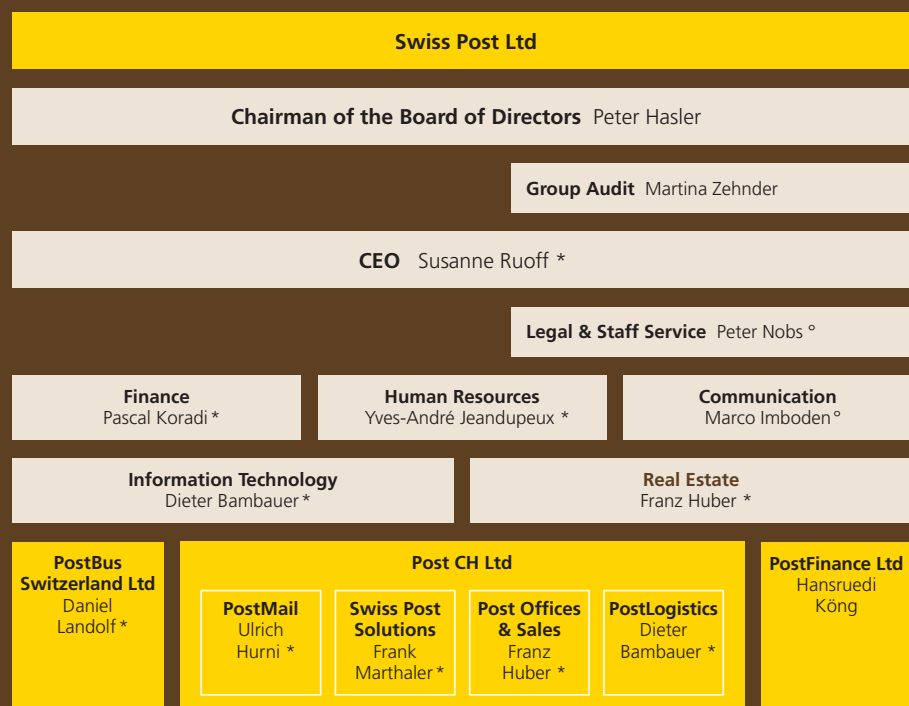 Swiss Post Ltd
Chairman of the Board of Directors Peter Hasler
Group Audit Martina Zehnder
CEO Susanne Ruoff *
Legal & Staff Service Peter Nobs °
Finance
Pascal Koradi *
Human Resources
Yves-André Jeandupeux *
Communication
Marco Imboden °
Information Technology
Dieter Bambauer *
Real Estate
Franz Huber *
PostBus
Switzerland Ltd
Daniel
Landolf *
Post CH Ltd
PostMail
Ulrich
Hurni *
Swiss Post
Solutions
Frank
Marthaler *
Post Offices
& Sales
Franz
Huber *
PostLogistics
Dieter
Bambauer *
PostFinance Ltd
Hansruedi
Köng